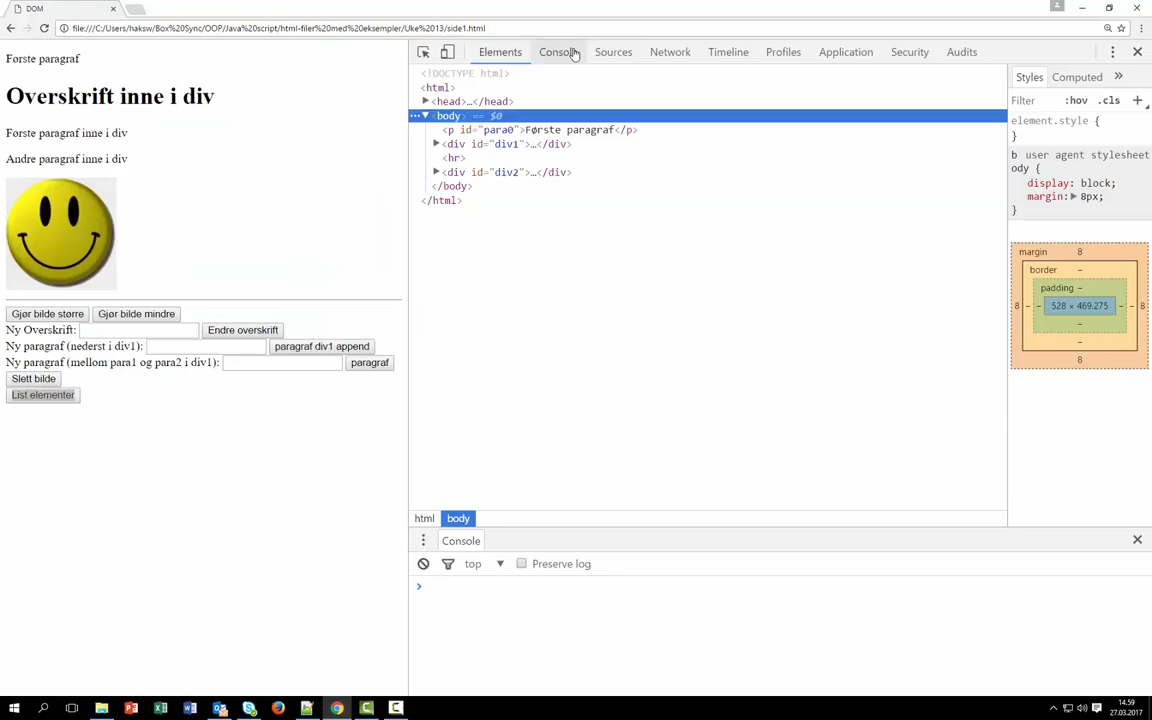 DOM
file:///C:/Users/haksw/Box%20Sync/OOP/Java%20script/html-filer%20med%20eksempler/Uke%2013/side1.html
Første paragraf
Overskrift inne i div
Første paragraf inne i div
Andre paragraf inne i div
Gjør bilde større
Gjør bilde mindre
Ny Overskrift:
Endre overskrift
Ny paragraf (nederst i div1):
paragraf div1 append
Ny paragraf (mellom para1 og para2 i div1):
paragraf
Slett bilde
List elementer
Elements
Console
Sources
Network
Timeline
Profiles
Application
Security
Audits
<!DOCTYPE html>
<html>
<head>…</head>
<body> == $0
<p id="para0">Første paragraf</p>
<div id="div1">…</div>
<hr>
<div id="div2">…</div>
</body>
</html>
html
body
Styles
Computed
»
Filter
:hov
.cls
+
element.style {
}
b user agent stylesheet
ody {
display: block;
margin: 8px;
}
margin
8
border
–
padding
–
8
–
–
528 × 469.275
–
–
8
–
–
8
Console
top
Preserve log
14.59
27.03.2017